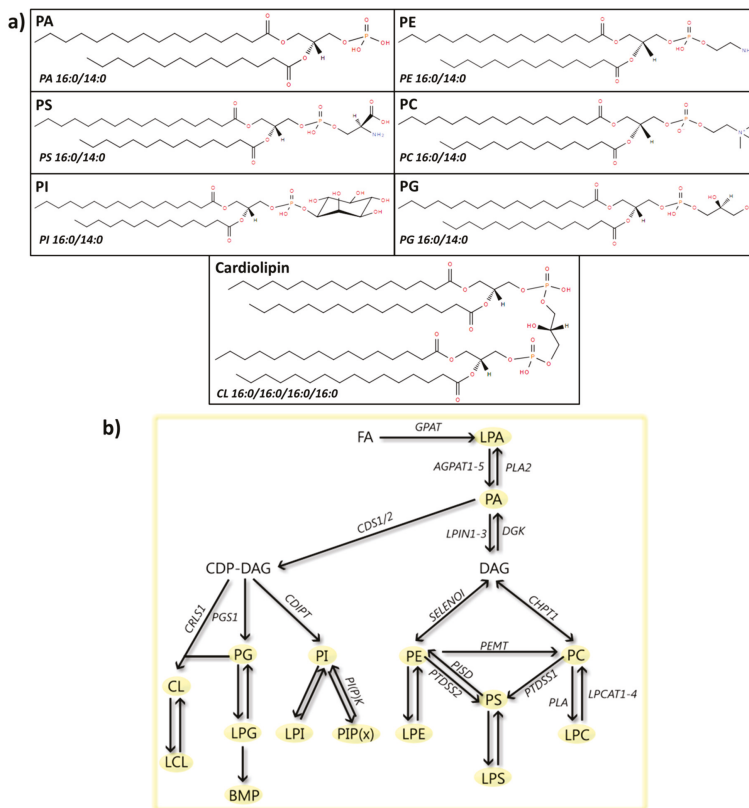 a)
PA
PA 16:0/14:0
PE
PE 16:0/14:0
PS
PS 16:0/14:0
PC
PC 16:0/14:0
PI
PI 16:0/14:0
PG
PG 16:0/14:0
Cardiolipin
CL 16:0/16:0/16:0/16:0
b)
FA
GPAT
LPA
AGPAT1-5
PLA2
PA
CDS1/2
LPIN1-3
DGK
CDP-DAG
DAG
CRLS1
PGS1
CDIPT
SELENOI
CHPT1
PG
PI
PE
PEMT
PC
CL
PI(P)K
PISD
PTDSS2
PS
PTDSS1
PLA
LPCAT1-4
LCL
LPG
LPI
PIP(x)
LPE
LPC
BMP
LPS